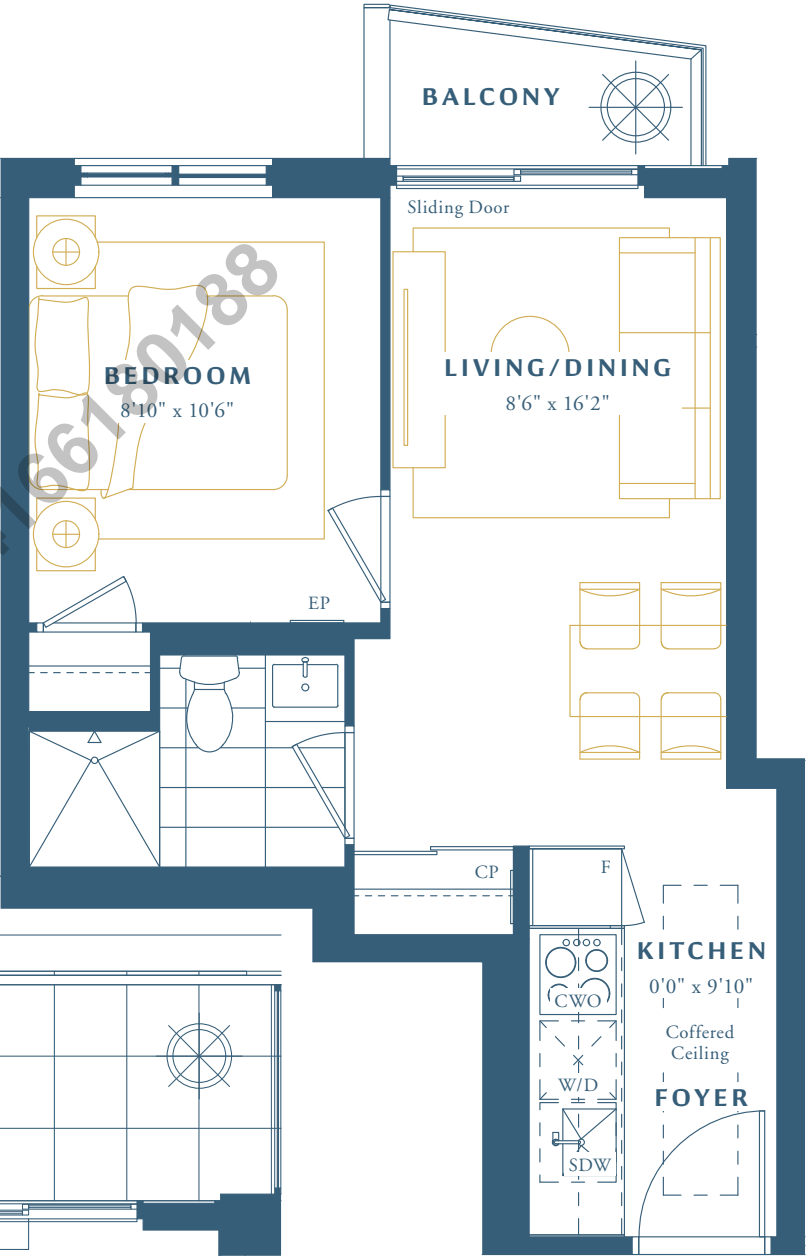 BALCONY
Sliding Door
BEDROOM
8'10" x 10'6"
LIVING/DINING
8'6" x 16'2"
EP
CP
F
KITCHEN
0'0" x 9'10"
CWO
Coffered
Ceiling
W/D
FOYER
SDW